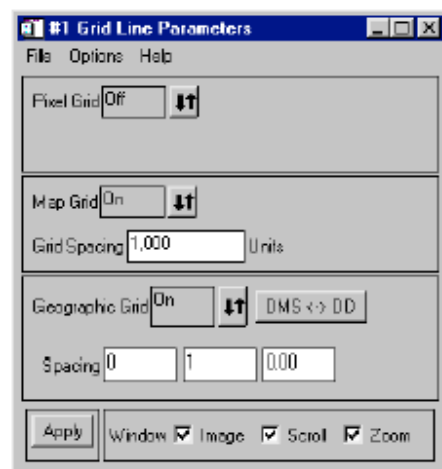 #1 Grid Line Parameters
File Options Help
Pixel Grid Off
Map Grid On
Grid Spacing 1,000 Units
Geographic Grid On DMS <-> DD
Spacing 0 1 0.00
Apply Window Image Scroll Zoom